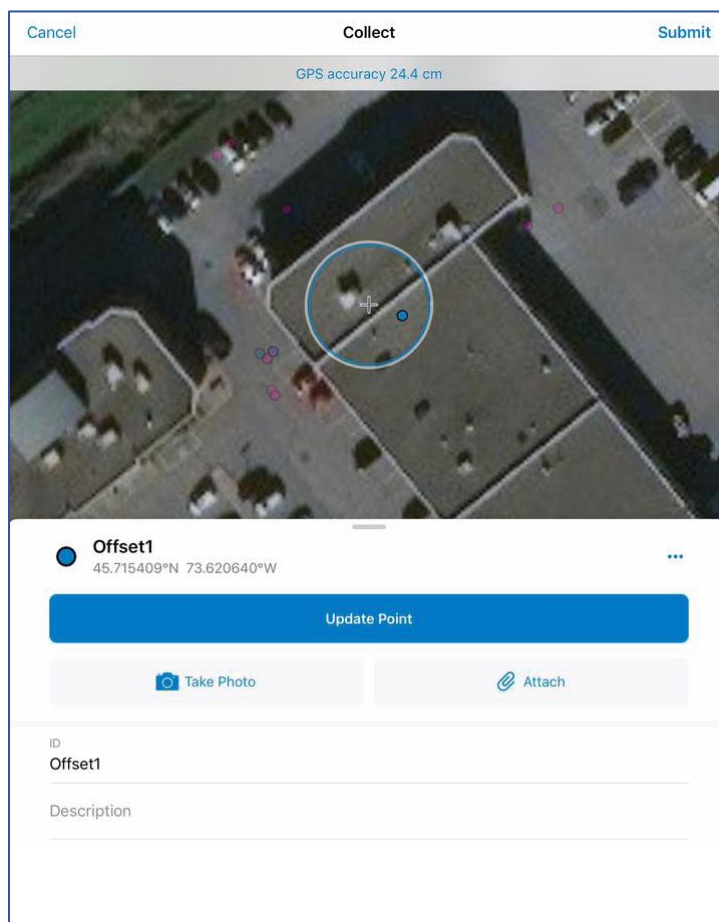 Cancel Collect Submit
GPS accuracy 24.4 cm
Offset1
45.715409°N 73.620640°W
Update Point
Take Photo Attach
ID
Offset1
Description